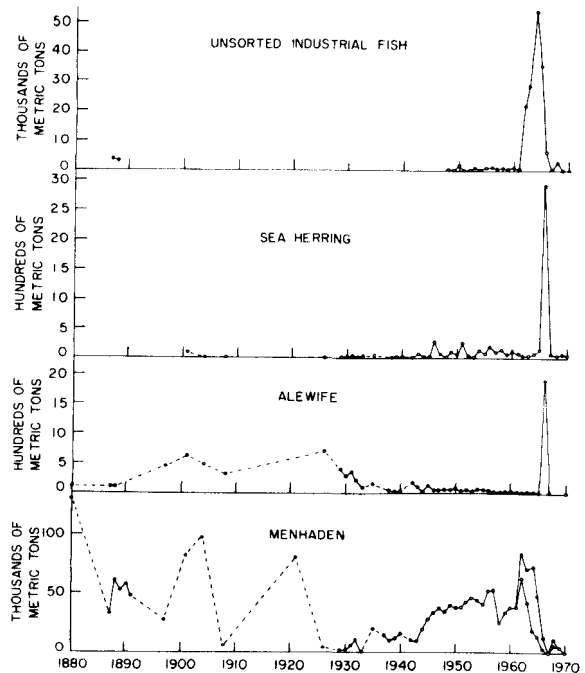 THOUSANDS OF
METRIC TONS
50
40
30
20
10
0
UNSORTED INDUSTRIAL FISH
HUNDREDS OF
METRIC TONS
30
25
20
15
10
5
0
SEA HERRING
HUNDREDS OF
METRIC TONS
20
15
10
5
0
ALEWIFE
THOUSANDS OF
METRIC TONS
100
50
0
MENHADEN
1880 1890 1900 1910 1920 1930 1940 1950 1960 1970